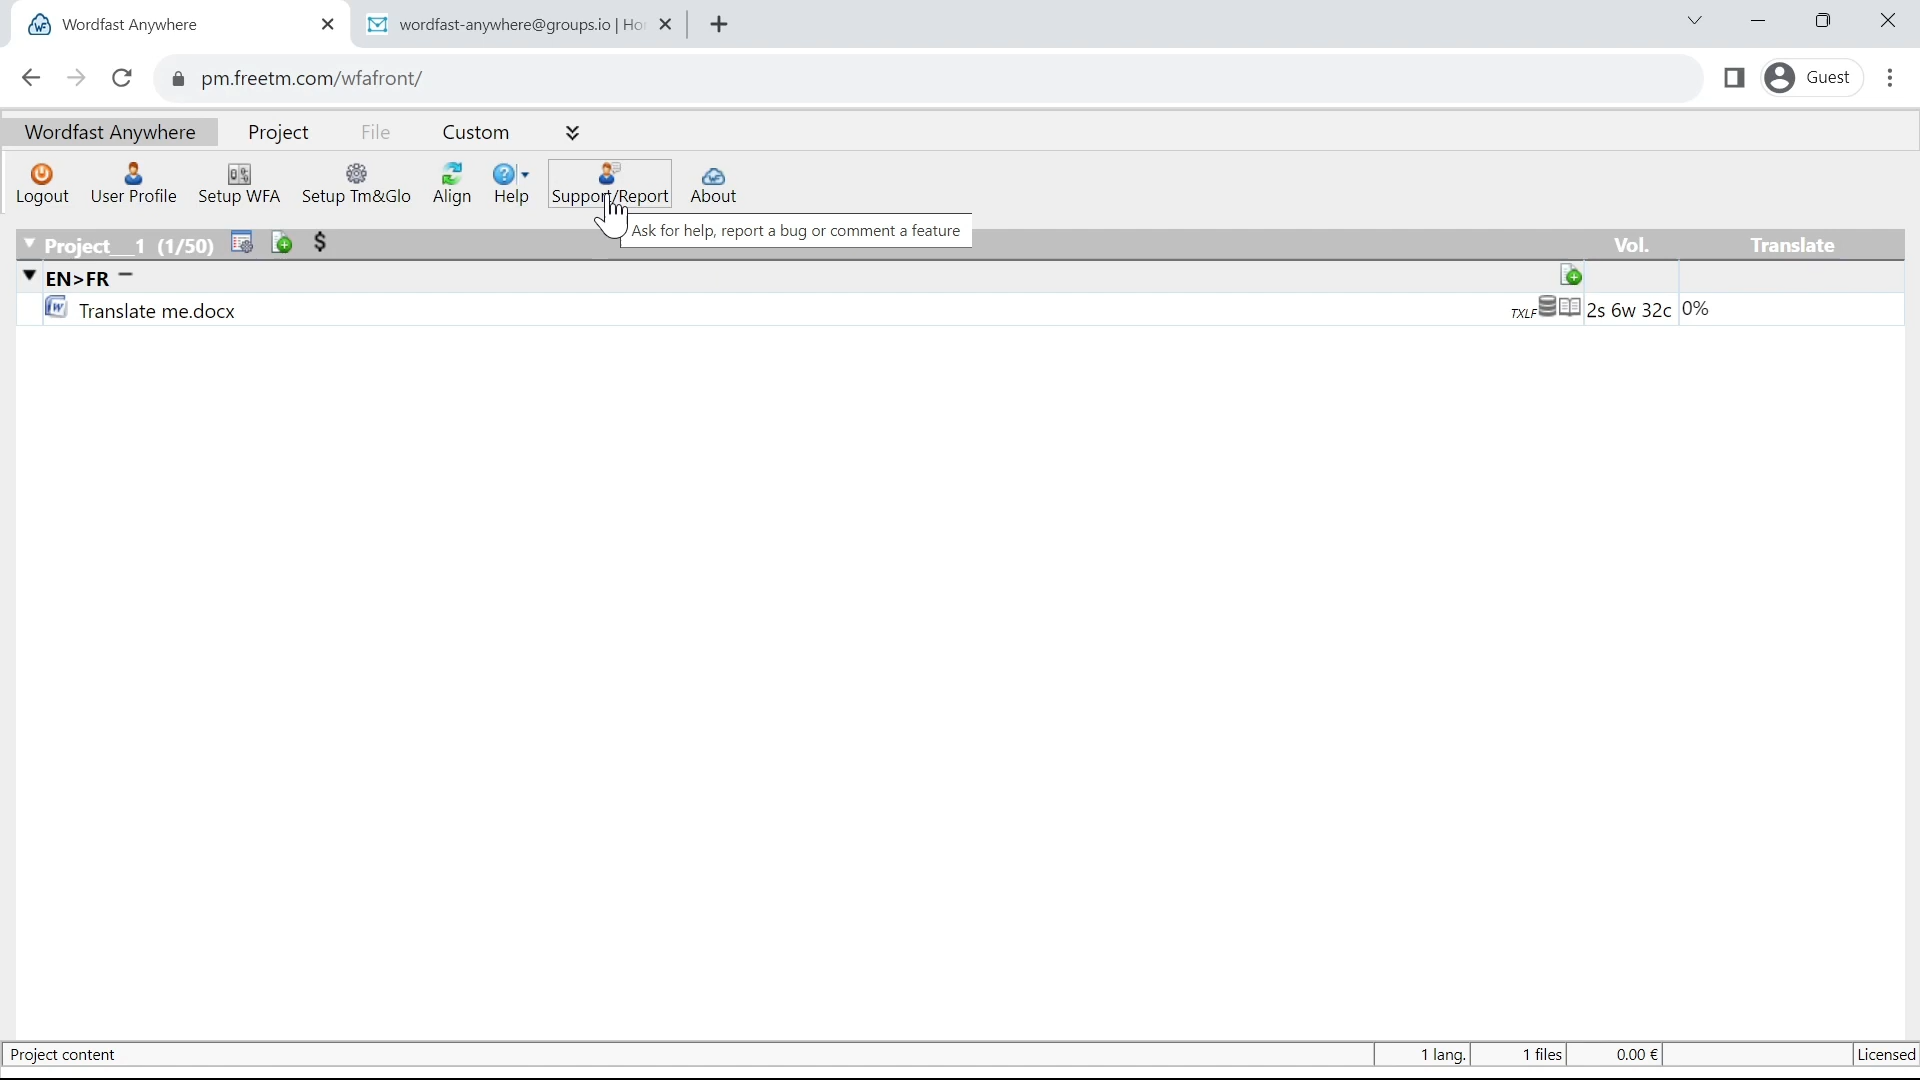 Wordfast Anywhere
wordfast-anywhere@groups.io | Ho
pm.freetm.com/wfafront/
Guest
Wordfast Anywhere Project File Custom
Logout User Profile Setup WFA Setup Tm&Glo Align Help Support/Report About
Ask for help, report a bug or comment a feature
Project__1 (1/50) $ Vol. Translate
EN>FR
Translate me.docx TXLF 2s 6w 32c 0%
Project content 1 lang. 1 files 0.00 € Licensed